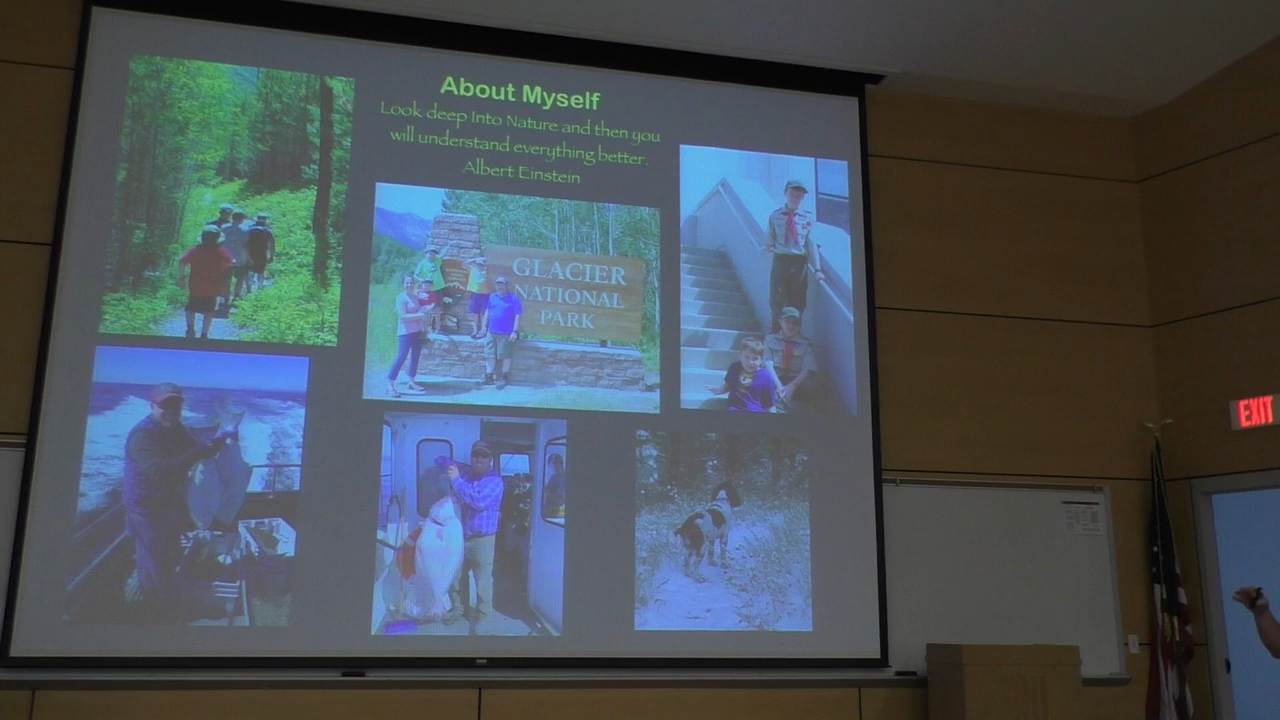 About Myself
Look deep Into Nature and then you
will understand everything better.
Albert Einstein
GLACIER
NATIONAL
PARK
EXIT